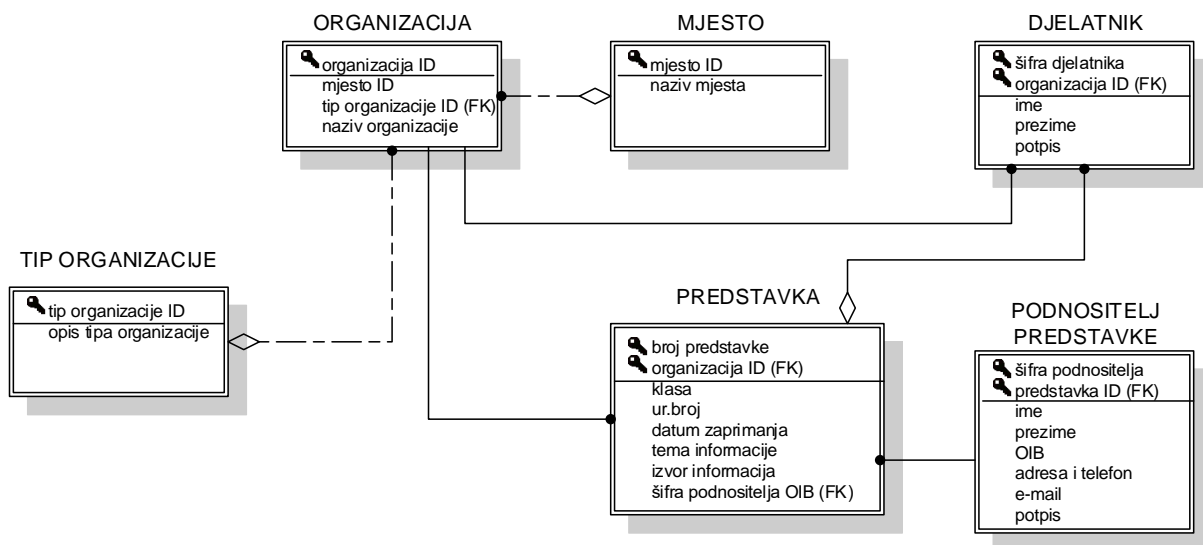 ORGANIZACIJA
organizacija ID
mjesto ID
tip organizacije ID (FK)
naziv organizacije
MJESTO
mjesto ID
naziv mjesta
DJELATNIK
šifra djelatnika
organizacija ID (FK)
ime
prezime
potpis
TIP ORGANIZACIJE
tip organizacije ID
opis tipa organizacije
PREDSTAVKA
broj predstavke
organizacija ID (FK)
klasa
ur.broj
datum zaprimanja
tema informacije
izvor informacija
šifra podnositelja OIB (FK)
PODNOSITELJ
PREDSTAVKE
šifra podnositelja
predstavka ID (FK)
ime
prezime
OIB
adresa i telefon
e-mail
potpis